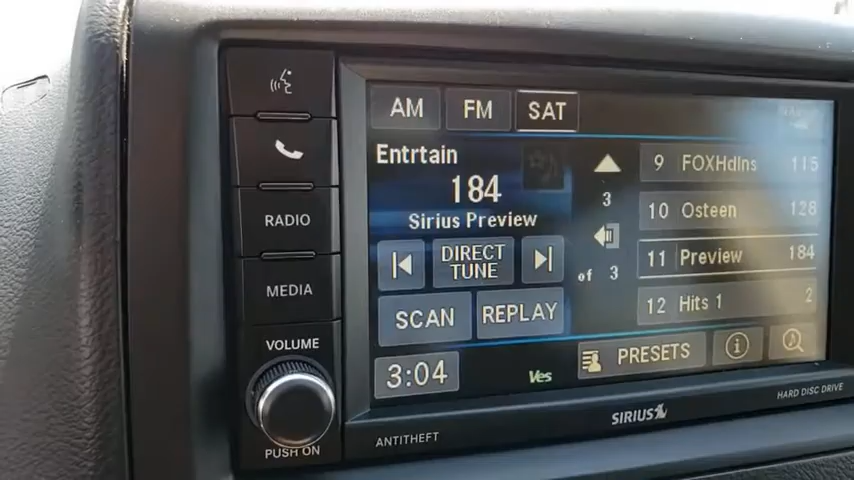 AM FM SAT
Entrtain
184
Sirius Preview
DIRECT TUNE
SCAN REPLAY
3:04
Ves
3
of 3
9 FOXHdlns 115
10 Osteen 128
11 Preview 184
12 Hits 1 2
PRESETS
RADIO
MEDIA
VOLUME
PUSH ON
ANTITHEFT
SIRIUS
HARD DISC DRIVE